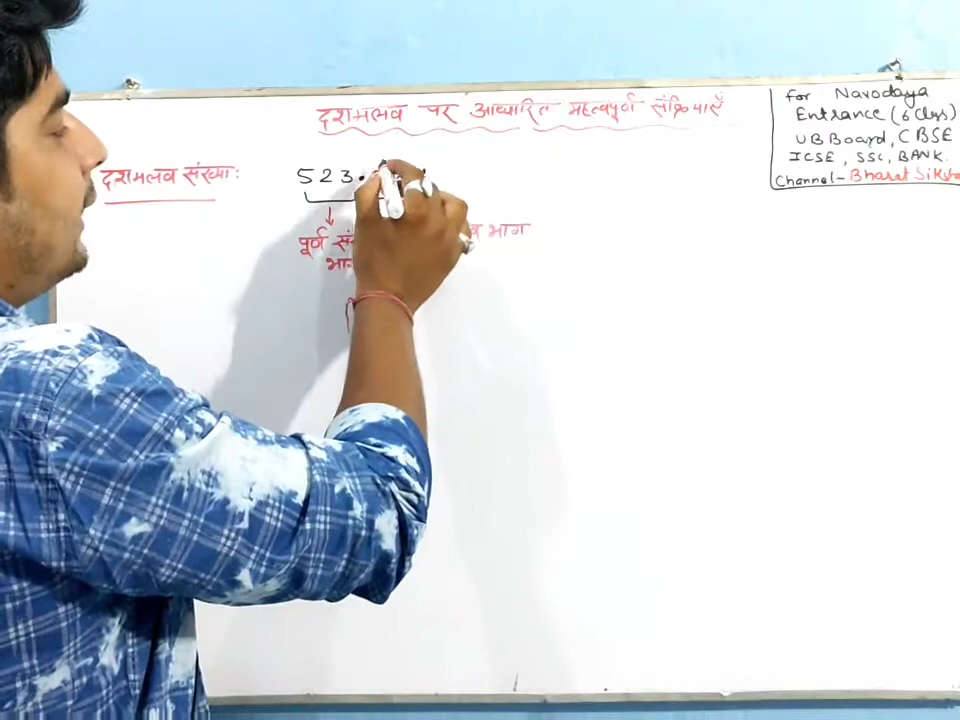 दशमलव पर आधारित महत्वपूर्ण संक्रियाएँ
For Navodaya
Entrance (6 Class)
UB Board, CBSE
ICSE, SSC, BANK.
Channel- Bharat Siksha
दशमलव संख्या:
523.
पूर्ण
भाग